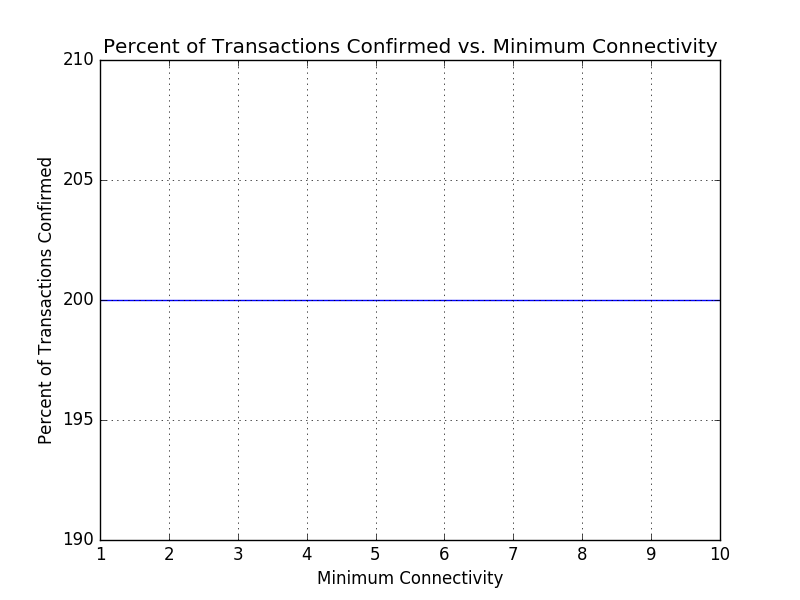 Percent of Transactions Confirmed vs. Minimum Connectivity
210
205
200
195
190
Percent of Transactions Confirmed
1 2 3 4 5 6 7 8 9 10
Minimum Connectivity